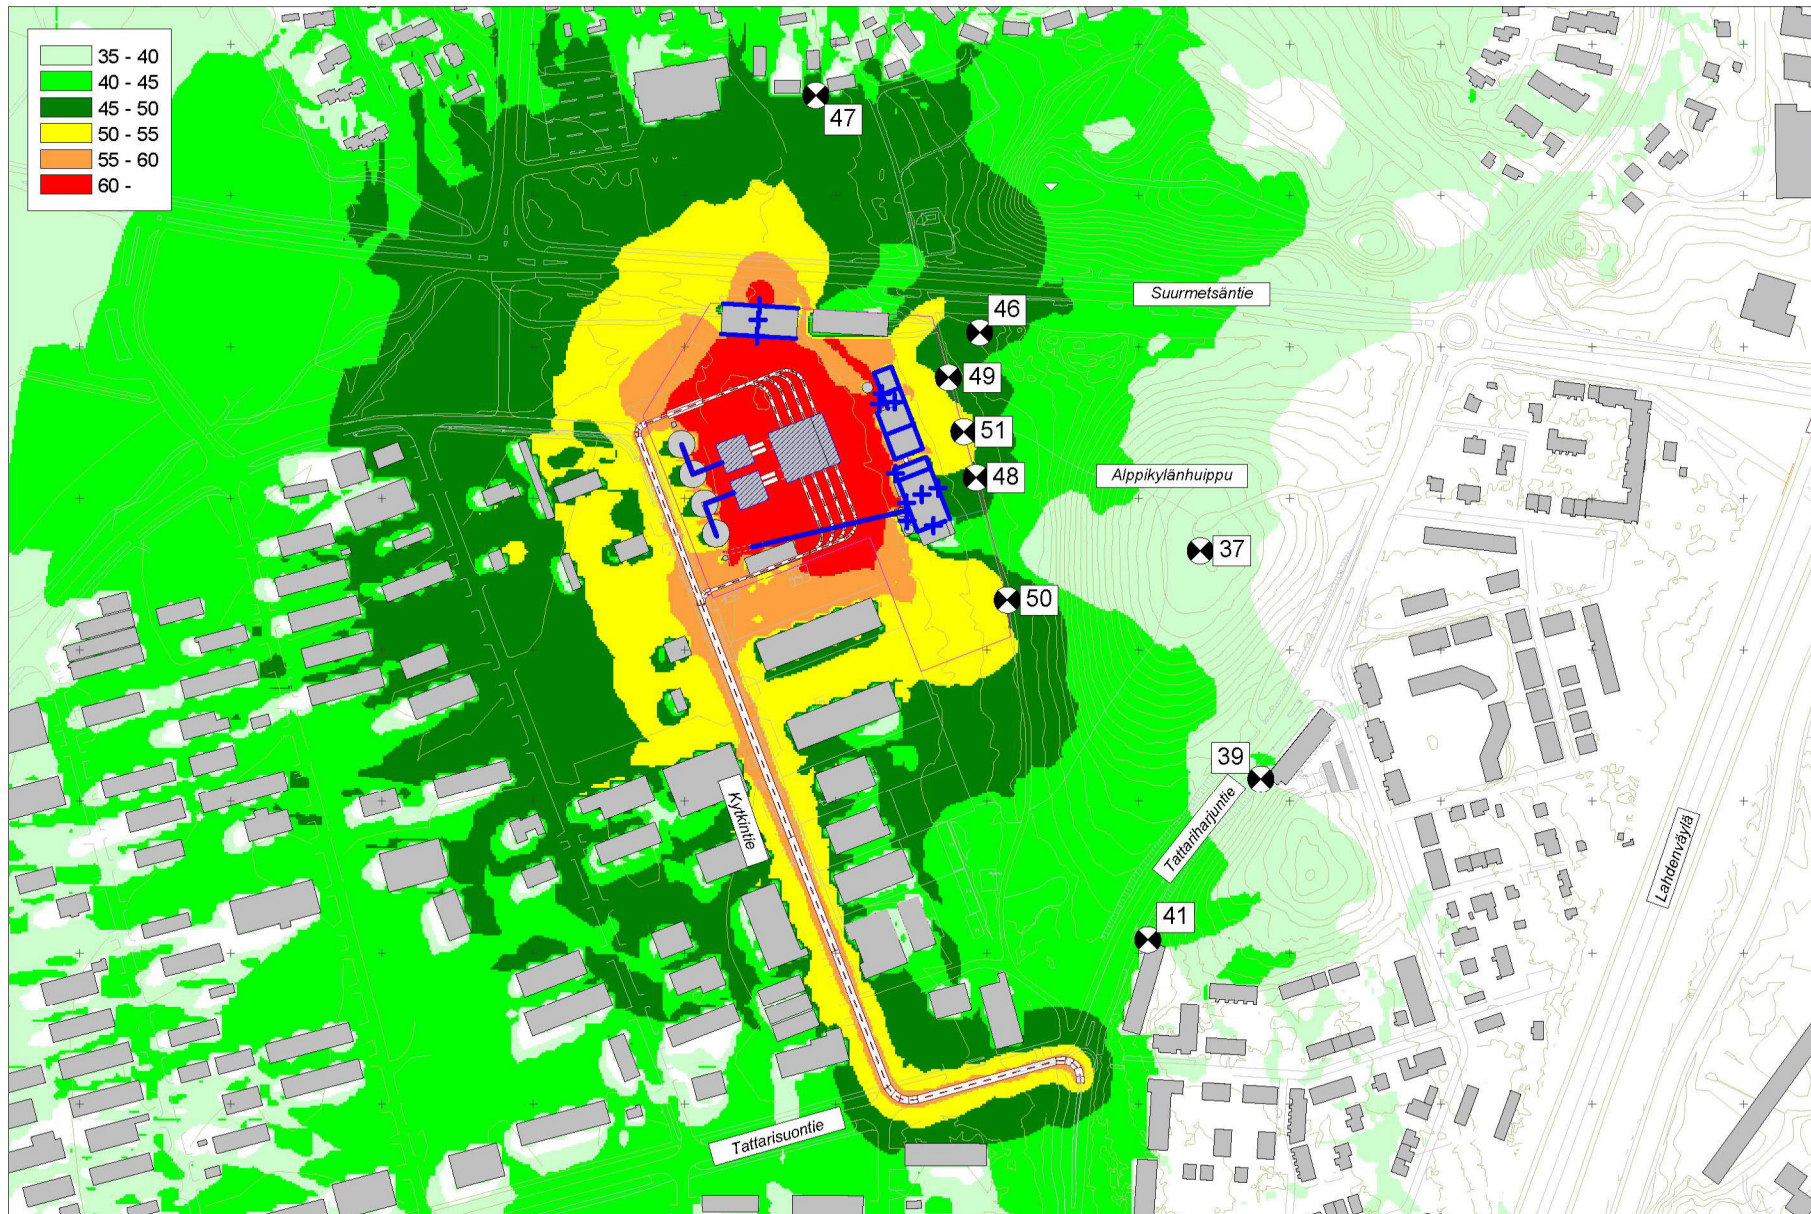 35 - 40
40 - 45
45 - 50
50 - 55
55 - 60
60 -
47
Suurmetsäntie
46
49
51
48
Alppikylänhuippu
37
50
39
Kytkintie
Tattariharjuntie
Lahdenväylä
41
Tattarisuontie